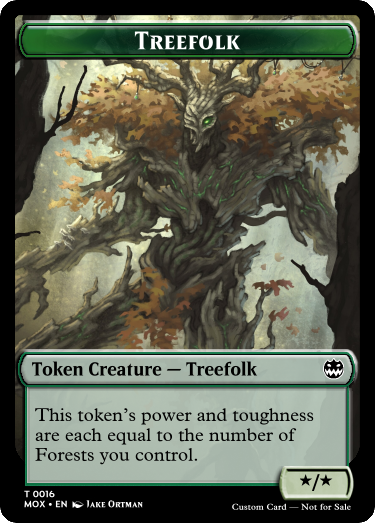 Treefolk
Token Creature — Treefolk
This token's power and toughness
are each equal to the number of
Forests you control.
★/★
T 0016
MOX • EN Jake Ortman
Custom Card — Not for Sale